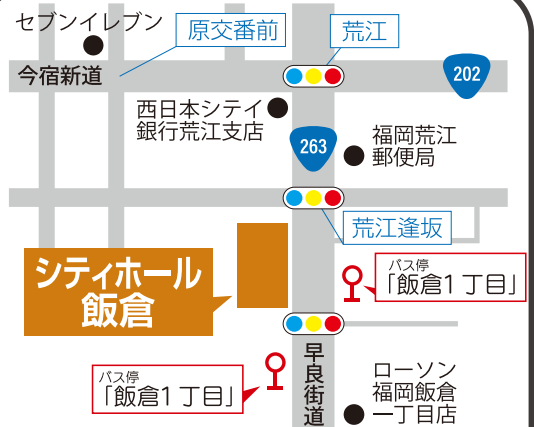 セブンイレブン
原交番前
荒江
今宿新道
202
西日本シテイ
銀行荒江支店
263
福岡荒江
郵便局
荒江逢坂
シティホール
飯倉
バス停
「飯倉1丁目」
バス停
「飯倉1丁目」
早良街道
ローソン
福岡飯倉
一丁目店